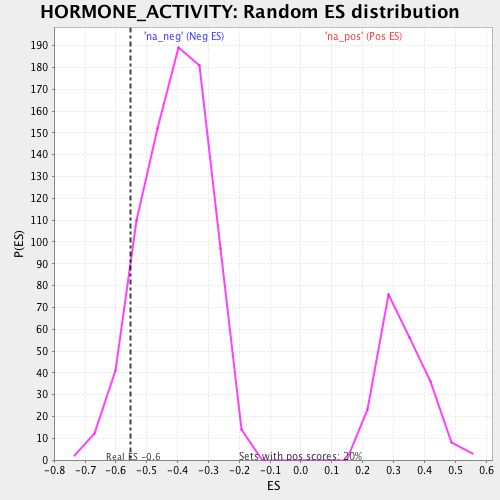 HORMONE_ACTIVITY: Random ES distribution
'na_neg' (Neg ES)
'na_pos' (Pos ES)
190
180
170
160
150
140
130
120
110
100
90
80
70
60
50
40
30
20
10
0
P(ES)
Real ES -0.6
Sets with pos scores: 20%
-0.8 -0.7 -0.6 -0.5 -0.4 -0.3 -0.2 -0.1 0.0 0.1 0.2 0.3 0.4 0.5 0.6
ES